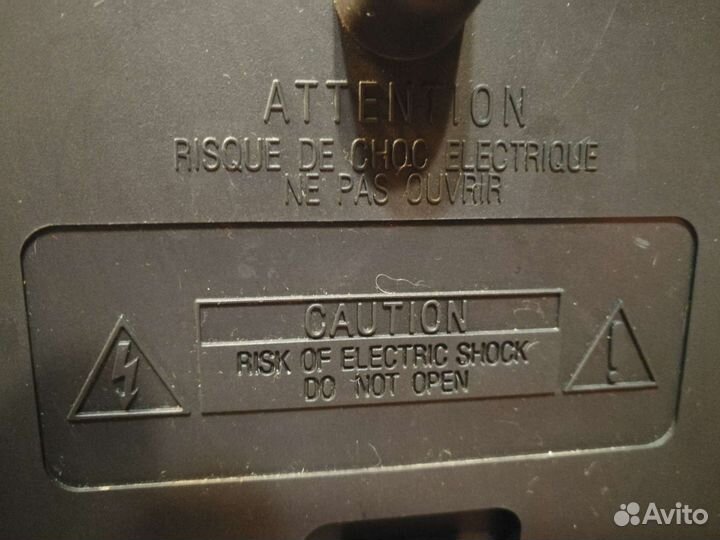 ATTENTION
RISQUE DE CHOC ELECTRIQUE
NE PAS OUVRIR
CAUTION
RISK OF ELECTRIC SHOCK
DO NOT OPEN
Avito